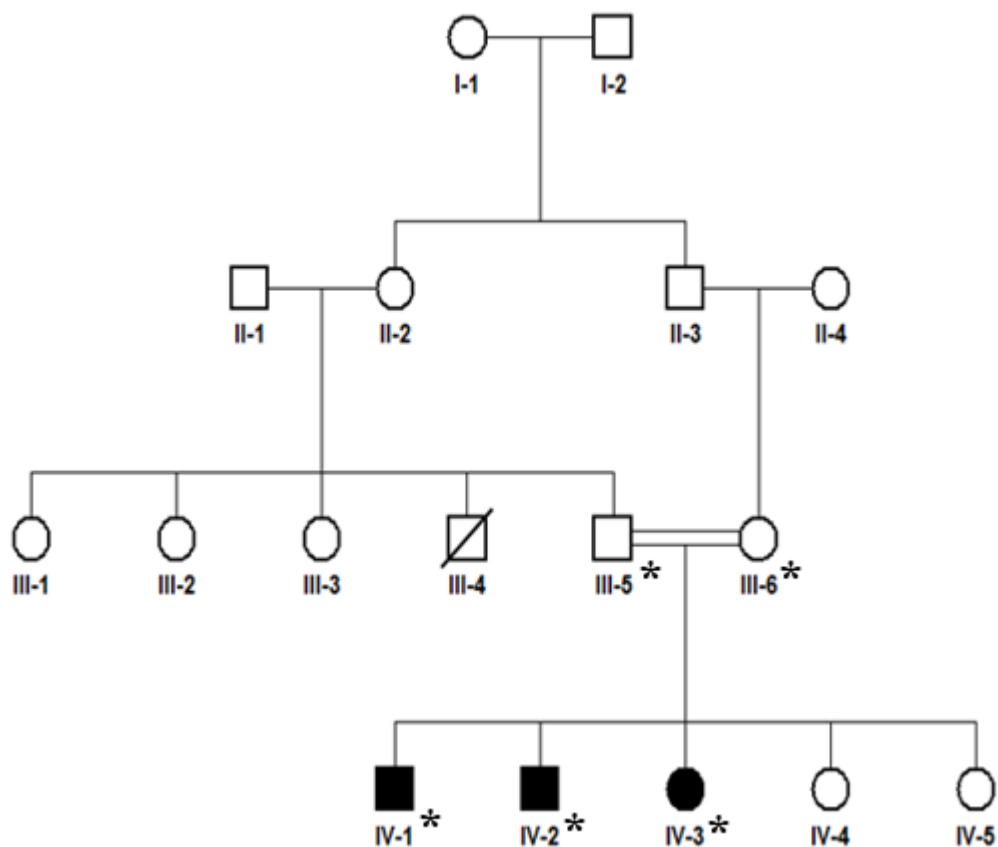 I-1 I-2
II-1 II-2 II-3 II-4
III-1 III-2 III-3 III-4 III-5 * III-6 *
IV-1 * IV-2 * IV-3 * IV-4 IV-5